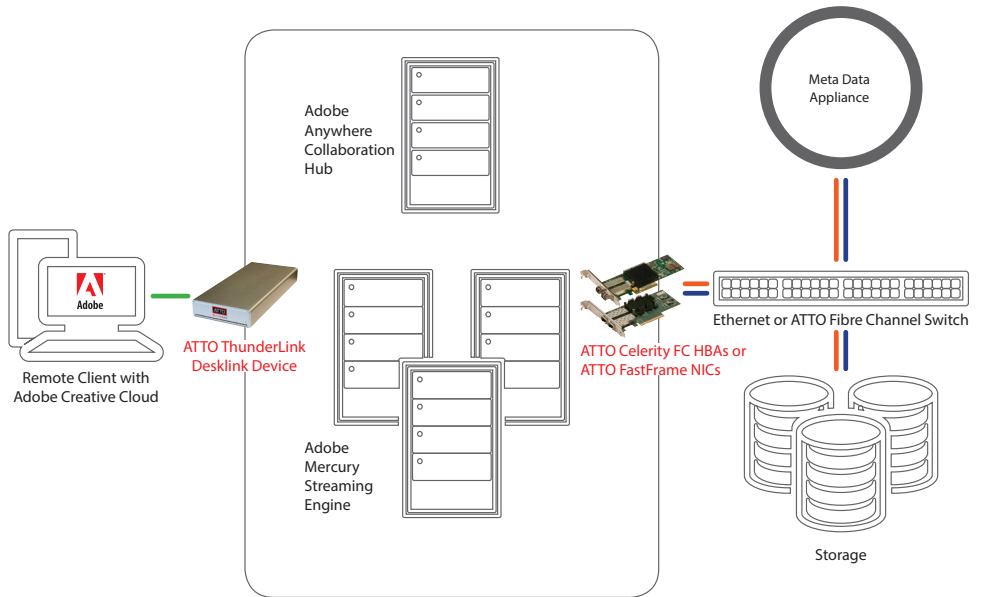 Adobe
Anywhere
Collaboration
Hub
Meta Data
Appliance
Adobe
ATTO
ATTO ThunderLink
Desklink Device
Remote Client with
Adobe Creative Cloud
ATTO Celerity FC HBAs or
ATTO FastFrame NICs
Ethernet or ATTO Fibre Channel Switch
Adobe
Mercury
Streaming
Engine
Storage